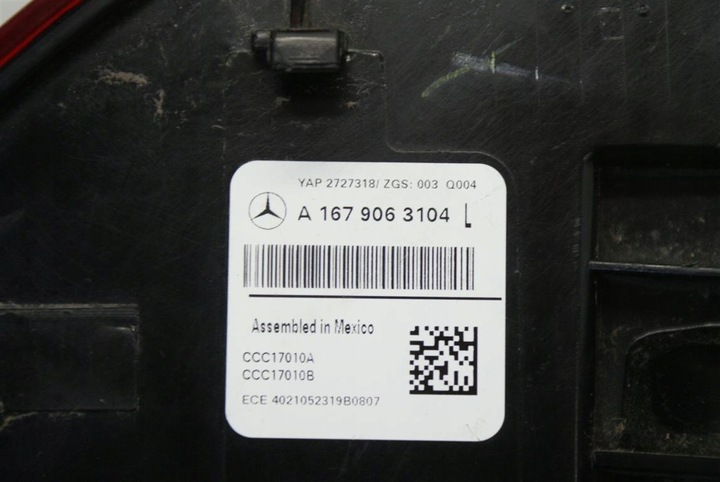 YAP 2727318/ ZGS: 003 Q004
A 167 906 3104 L
Assembled in Mexico
CCC17010A
CCC17010B
ECE 4021052319B0807